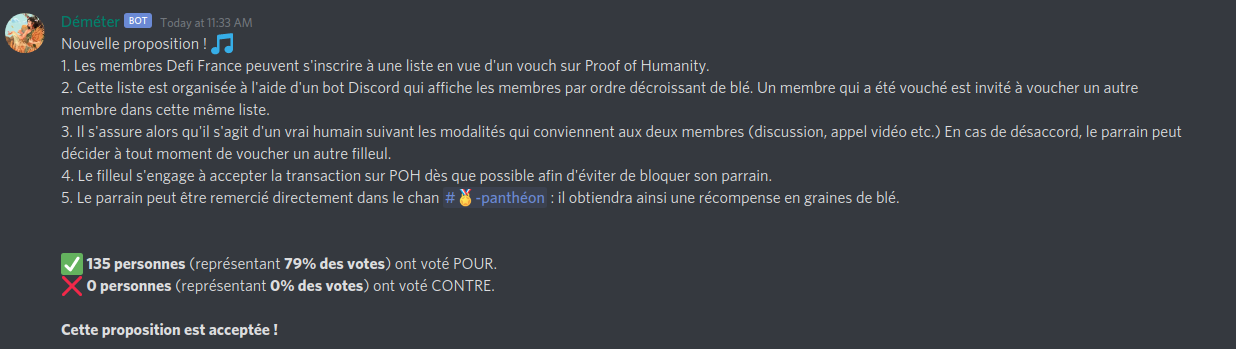 Déméter BOT Today at 11:33 AM
Nouvelle proposition ! 🎵
1. Les membres Defi France peuvent s'inscrire à une liste en vue d'un vouch sur Proof of Humanity.
2. Cette liste est organisée à l'aide d'un bot Discord qui affiche les membres par ordre décroissant de blé. Un membre qui a été vouché est invité à voucher un autre
membre dans cette même liste.
3. Il s'assure alors qu'il s'agit d'un vrai humain suivant les modalités qui conviennent aux deux membres (discussion, appel vidéo etc.) En cas de désaccord, le parrain peut
décider à tout moment de voucher un autre filleul.
4. Le filleul s'engage à accepter la transaction sur POH dès que possible afin d'éviter de bloquer son parrain.
5. Le parrain peut être remercié directement dans le chan #🏅-panthéon : il obtiendra ainsi une récompense en graines de blé.
✅ 135 personnes (représentant 79% des votes) ont voté POUR.
❌ 0 personnes (représentant 0% des votes) ont voté CONTRE.
Cette proposition est acceptée !